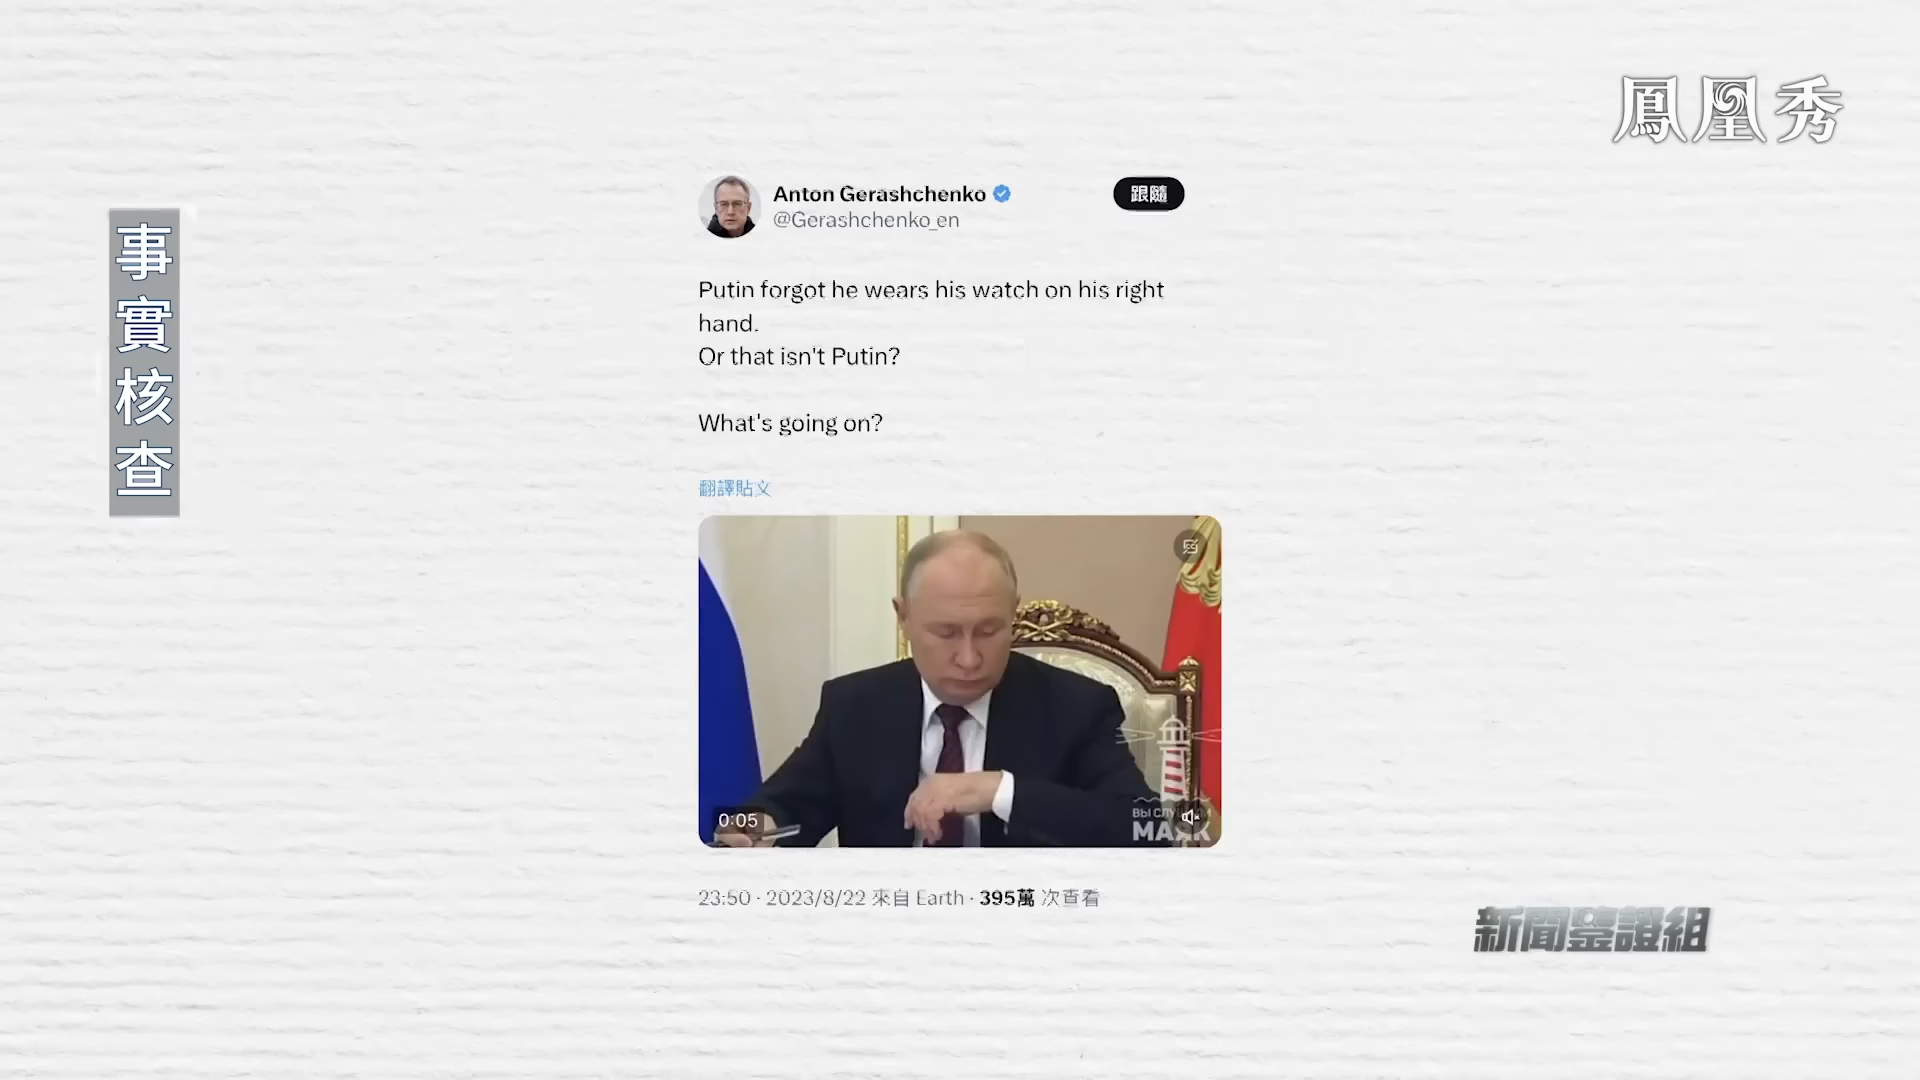 鳳凰秀
事實核查
Anton Gerashchenko
跟隨
@Gerashchenko_en
Putin forgot he wears his watch on his right
hand.
Or that isn't Putin?
What's going on?
翻譯貼文
0:05
МАЯК
23:50 · 2023/8/22 來自 Earth · 395萬 次查看
新聞鑒證組